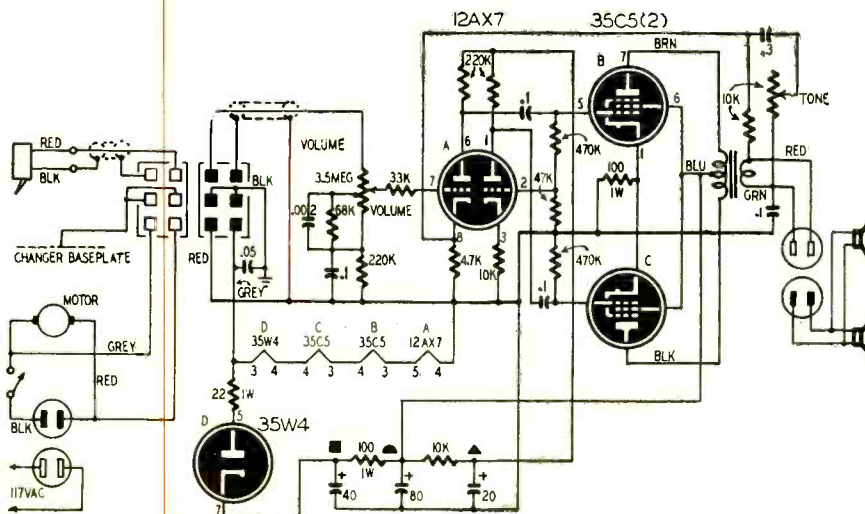 12AX7
35C5(2)
BRN
.3
B
7
220K
TONE
10K
.1
S
6
RED
BLK
VOLUME
A
6
1
470K
1
BLU
RED
3.5MEG
33K
47K
100
1W
GRN
BLK
7
2
VOLUME
.002
68K
.1
CHANGER BASEPLATE
RED
.05
220K
8
3
4.7K
10K
470K
C
.1
.1
GREY
MOTOR
GREY
D
C
B
A
35W4
35C5
35C5
12AX7
BLK
RED
3
4
3
4
4
3
5
4
22
1W
D
5
35W4
BLK
100
10K
1W
117VAC
+
+
+
40
80
20
7